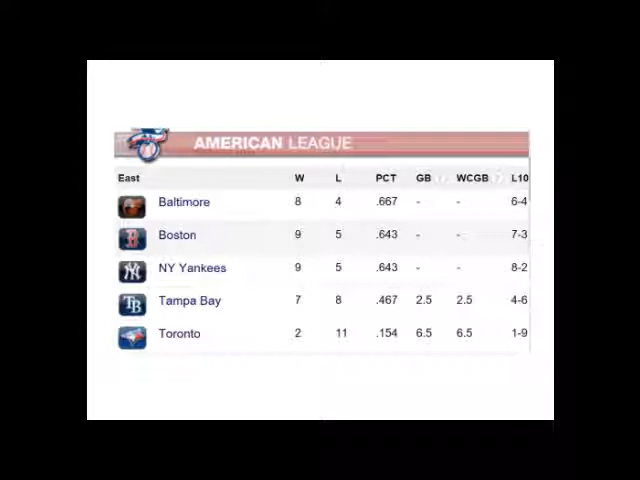 AMERICAN LEAGUE
East W L PCT GB WCGB L10
Baltimore 8 4 .667 - - 6-4
B Boston 9 5 .643 - - 7-3
NY NY Yankees 9 5 .643 - - 8-2
TB Tampa Bay 7 8 .467 2.5 2.5 4-6
Toronto 2 11 .154 6.5 6.5 1-9